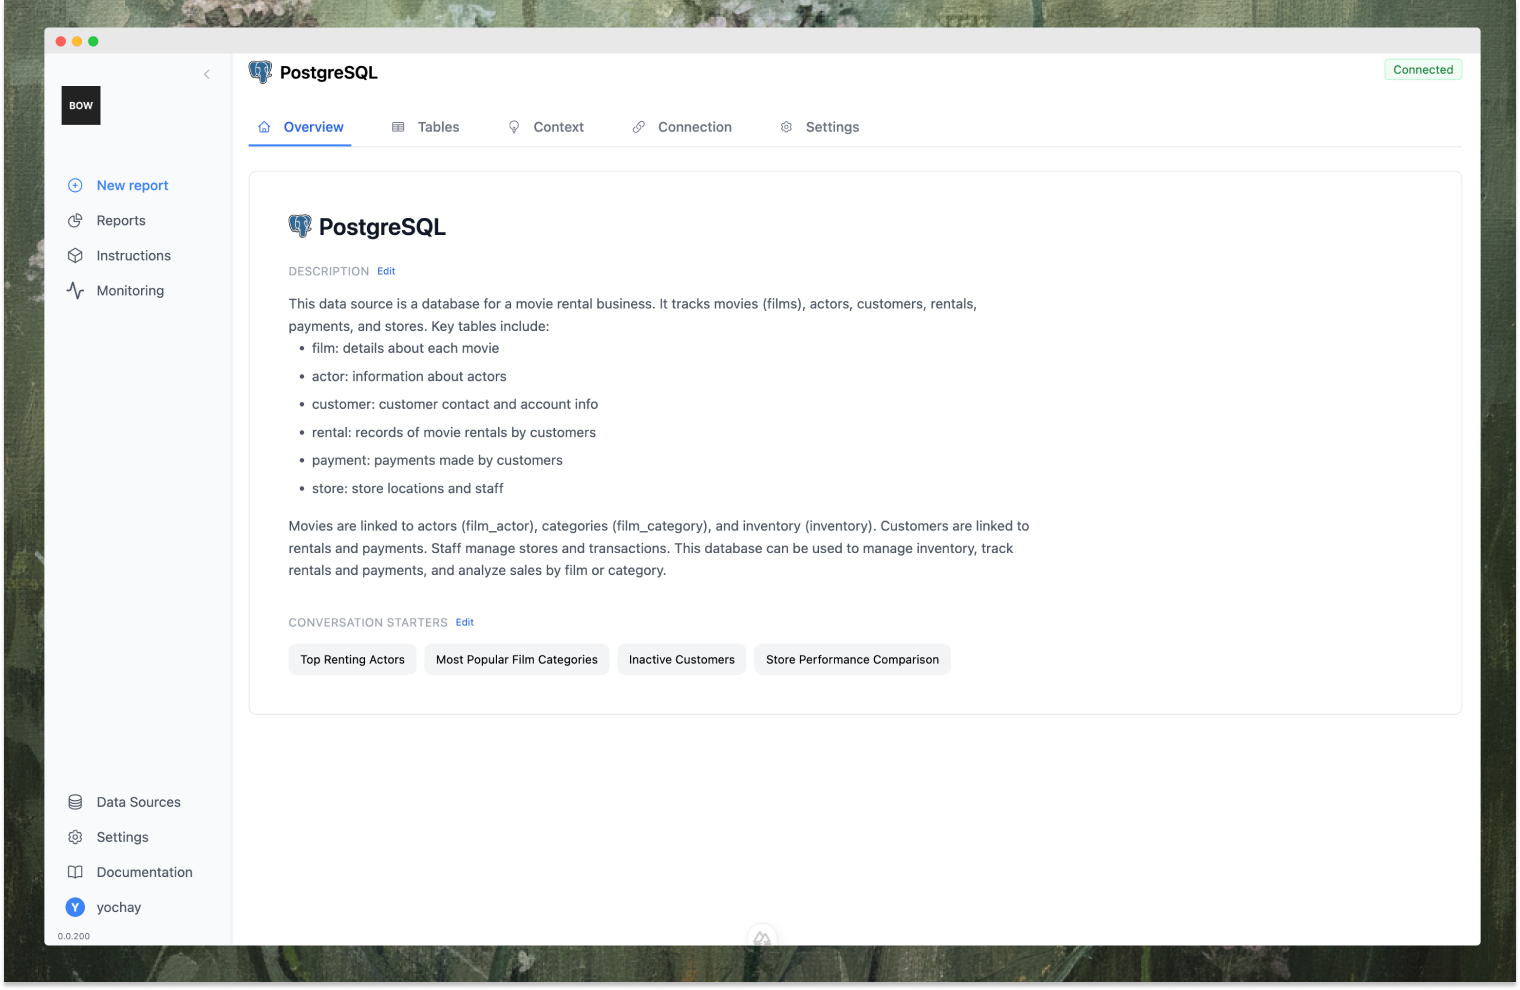 BOW
New report
Reports
Instructions
Monitoring
Data Sources
Settings
Documentation
Y yochay
0.0.200
PostgreSQL
Connected
Overview Tables Context Connection Settings
PostgreSQL
DESCRIPTION Edit
This data source is a database for a movie rental business. It tracks movies (films), actors, customers, rentals,
payments, and stores. Key tables include:
• film: details about each movie
• actor: information about actors
• customer: customer contact and account info
• rental: records of movie rentals by customers
• payment: payments made by customers
• store: store locations and staff
Movies are linked to actors (film_actor), categories (film_category), and inventory (inventory). Customers are linked to
rentals and payments. Staff manage stores and transactions. This database can be used to manage inventory, track
rentals and payments, and analyze sales by film or category.
CONVERSATION STARTERS Edit
Top Renting Actors Most Popular Film Categories Inactive Customers Store Performance Comparison